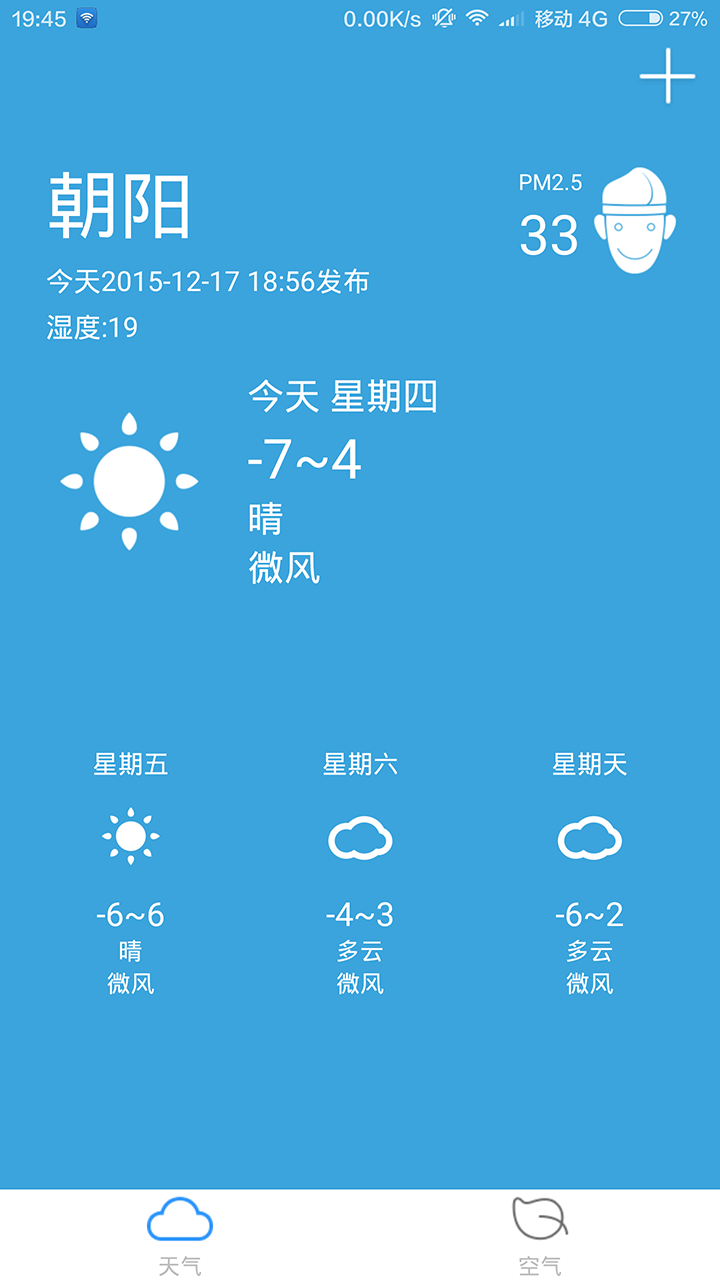 19:45 0.00K/s 移动 4G 27%
朝阳
PM2.5
33
今天2015-12-17 18:56发布
湿度:19
今天 星期四
-7~4
晴
微风
星期五 星期六 星期天
-6~6 -4~3 -6~2
晴 多云 多云
微风 微风 微风
天气 空气